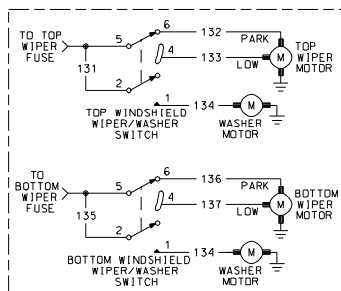 TO TOP
WIPER
FUSE
5
6
132
PARK
TOP
WIPER
MOTOR
M
131
4
133
LOW
2
1
134
M
TOP WINDSHIELD
WIPER/WASHER
SWITCH
WASHER
MOTOR
TO
BOTTOM
WIPER
FUSE
5
6
136
PARK
BOTTOM
WIPER
MOTOR
M
135
4
137
LOW
2
1
134
M
BOTTOM WINDSHIELD
WIPER/WASHER
SWITCH
WASHER
MOTOR